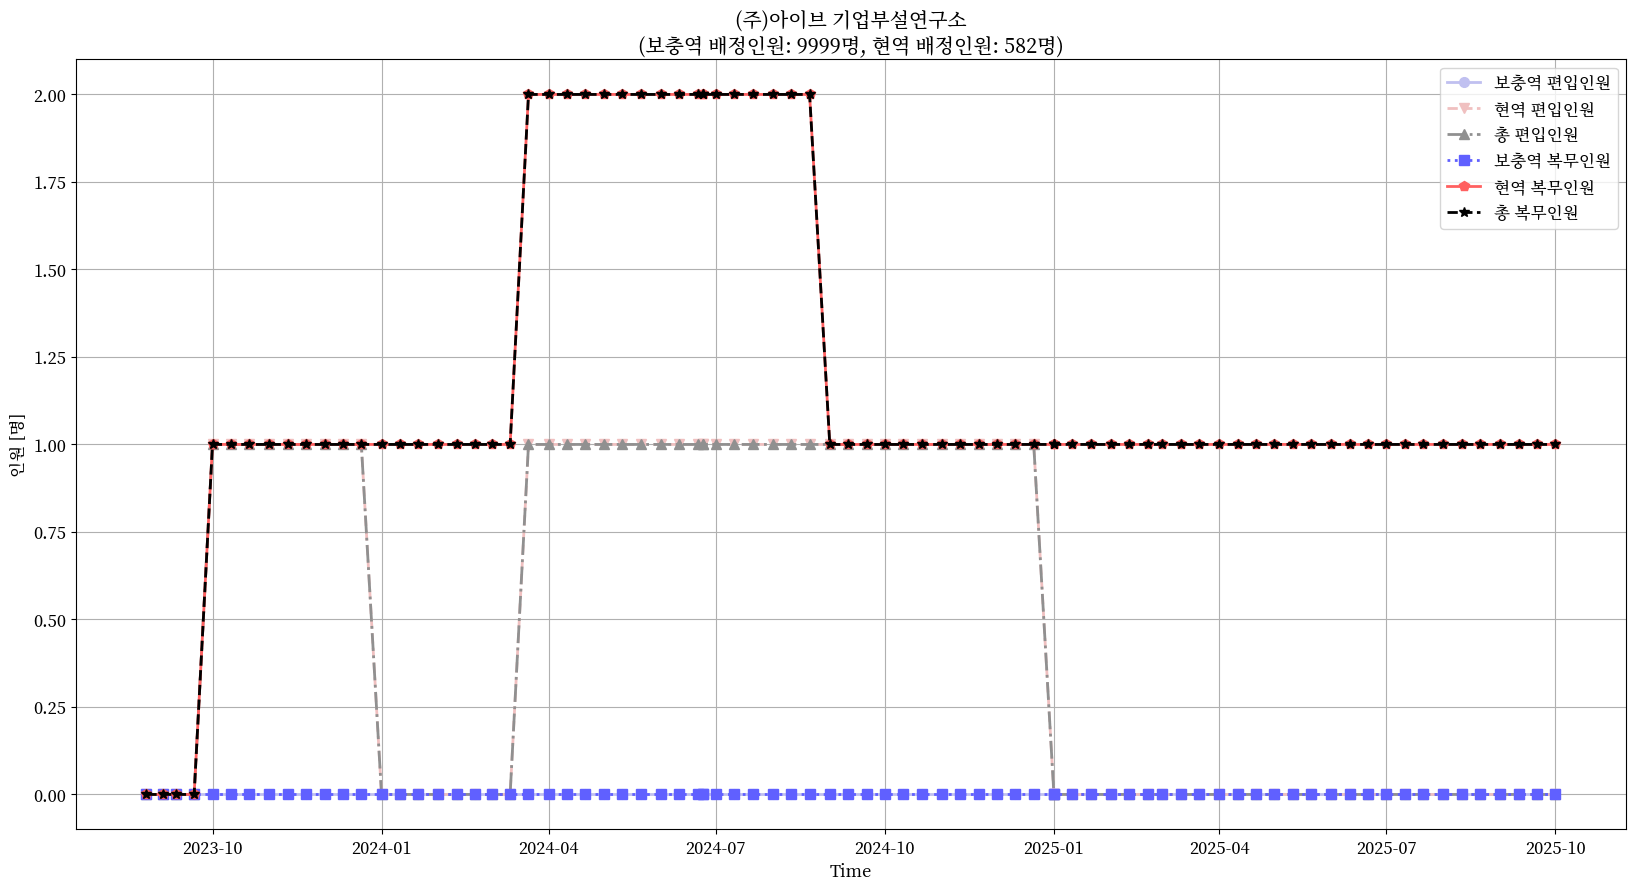 (주)아이브 기업부설연구소
(보충역 배정인원: 9999명, 현역 배정인원: 582명)
보충역 편입인원
현역 편입인원
총 편입인원
보충역 복무인원
현역 복무인원
총 복무인원
2.00
1.75
1.50
1.25
1.00
0.75
0.50
0.25
0.00
인원 [명]
2023-10 2024-01 2024-04 2024-07 2024-10 2025-01 2025-04 2025-07 2025-10
Time